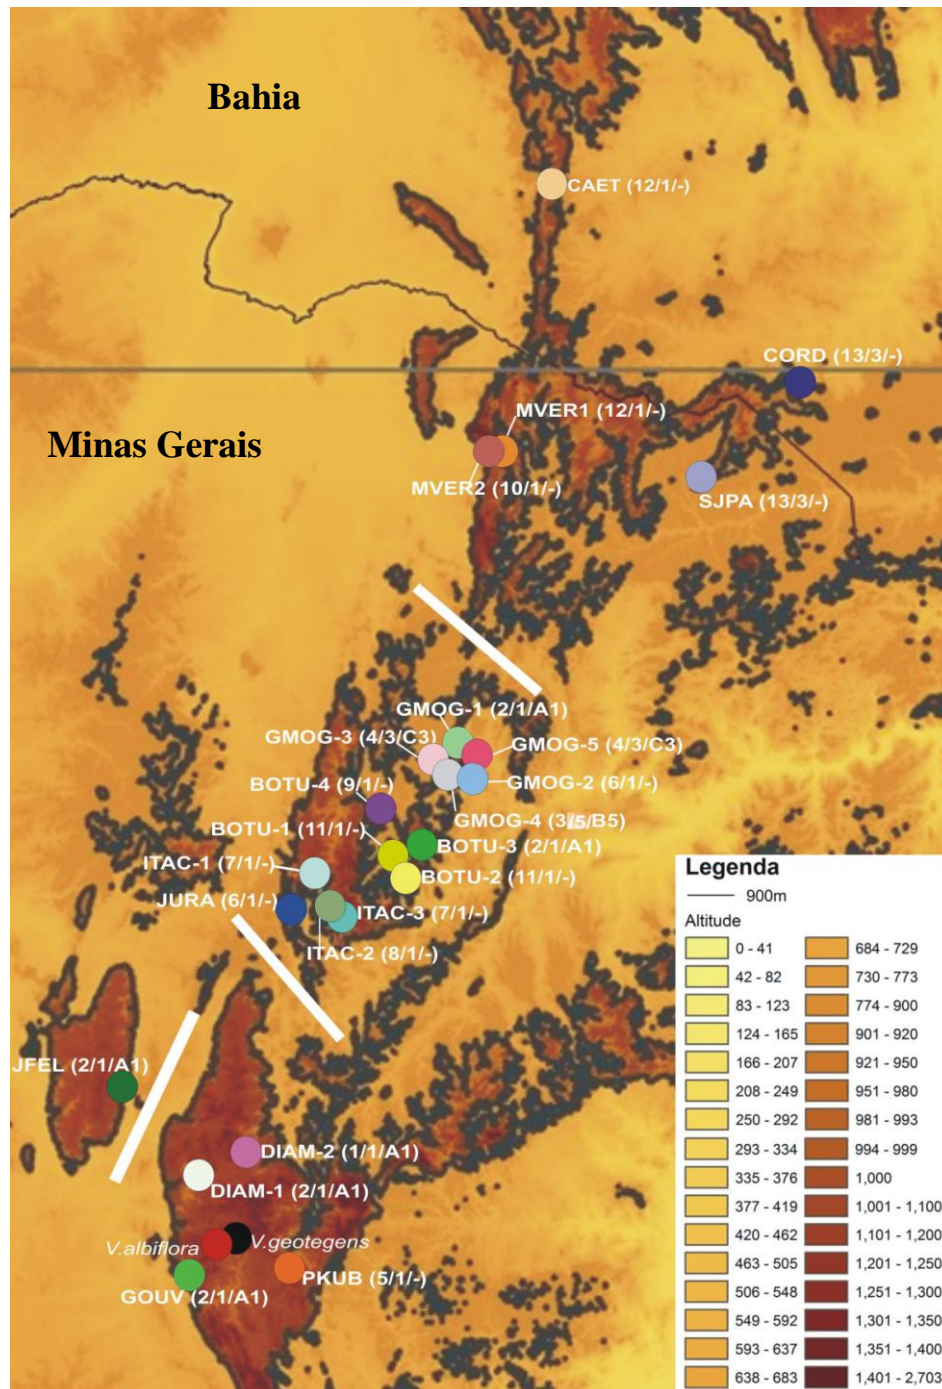 Bahia
CAET (12/1/-)
CORD (13/3/-)
MVER1 (12/1/-)
Minas Gerais
MVER2 (10/1/-)
SJPA (13/3/-)
GMOG-1 (2/1/A1)
GMOG-3 (4/3/C3)
GMOG-5 (4/3/C3)
BOTU-4 (9/1/-)
GMOG-2 (6/1/-)
GMOG-4 (3/5/B5)
BOTU-1 (11/1/-)
BOTU-3 (2/1/A1)
ITAC-1 (7/1/-)
BOTU-2 (11/1/-)
JURA (6/1/-)
ITAC-3 (7/1/-)
ITAC-2 (8/1/-)
JFEL (2/1/A1)
DIAM-2 (1/1/A1)
DIAM-1 (2/1/A1)
V.albiflora
V.geotegens
PKUB (5/1/-)
GOUV (2/1/A1)
Legenda
900m
Altitude
0 - 41
42 - 82
83 - 123
124 - 165
166 - 207
208 - 249
250 - 292
293 - 334
335 - 376
377 - 419
420 - 462
463 - 505
506 - 548
549 - 592
593 - 637
638 - 683
684 - 729
730 - 773
774 - 900
901 - 920
921 - 950
951 - 980
981 - 993
994 - 999
1,000
1,001 - 1,100
1,101 - 1,200
1,201 - 1,250
1,251 - 1,300
1,301 - 1,350
1,351 - 1,400
1,401 - 2,703